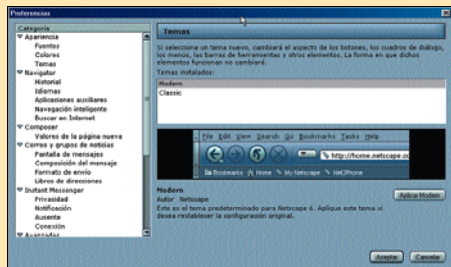 Preferencias
Categoría
Apariencia
Fuentes
Colores
Temas
Navigator
Historial
Idiomas
Aplicaciones auxiliares
Navegación inteligente
Buscar en Internet
Composer
Valores de la página nueva
Correo y grupos de noticias
Pantalla de mensajes
Composición del mensaje
Formato de envío
Libros de direcciones
Instant Messenger
Privacidad
Notificación
Ausente
Conexión
Avanzadas
Temas
Si selecciona un tema nuevo, cambiará el aspecto de los botones, los cuadros de diálogo,
los menús, las barras de herramientas y otros elementos. La forma en que dichos
elementos funcionan no cambiará.
Temas instalados:
Modern
Classic
File Edit View Search Go Bookmarks Tasks Help
http://home.netscape.co
Bookmarks Home My Netscape Net2Phone
Modern
Autor Netscape
Este es el tema predeterminado para Netscape 6. Aplique este tema si
desea restablecer la configuración original.
Aplicar Modern
Aceptar
Cancelar